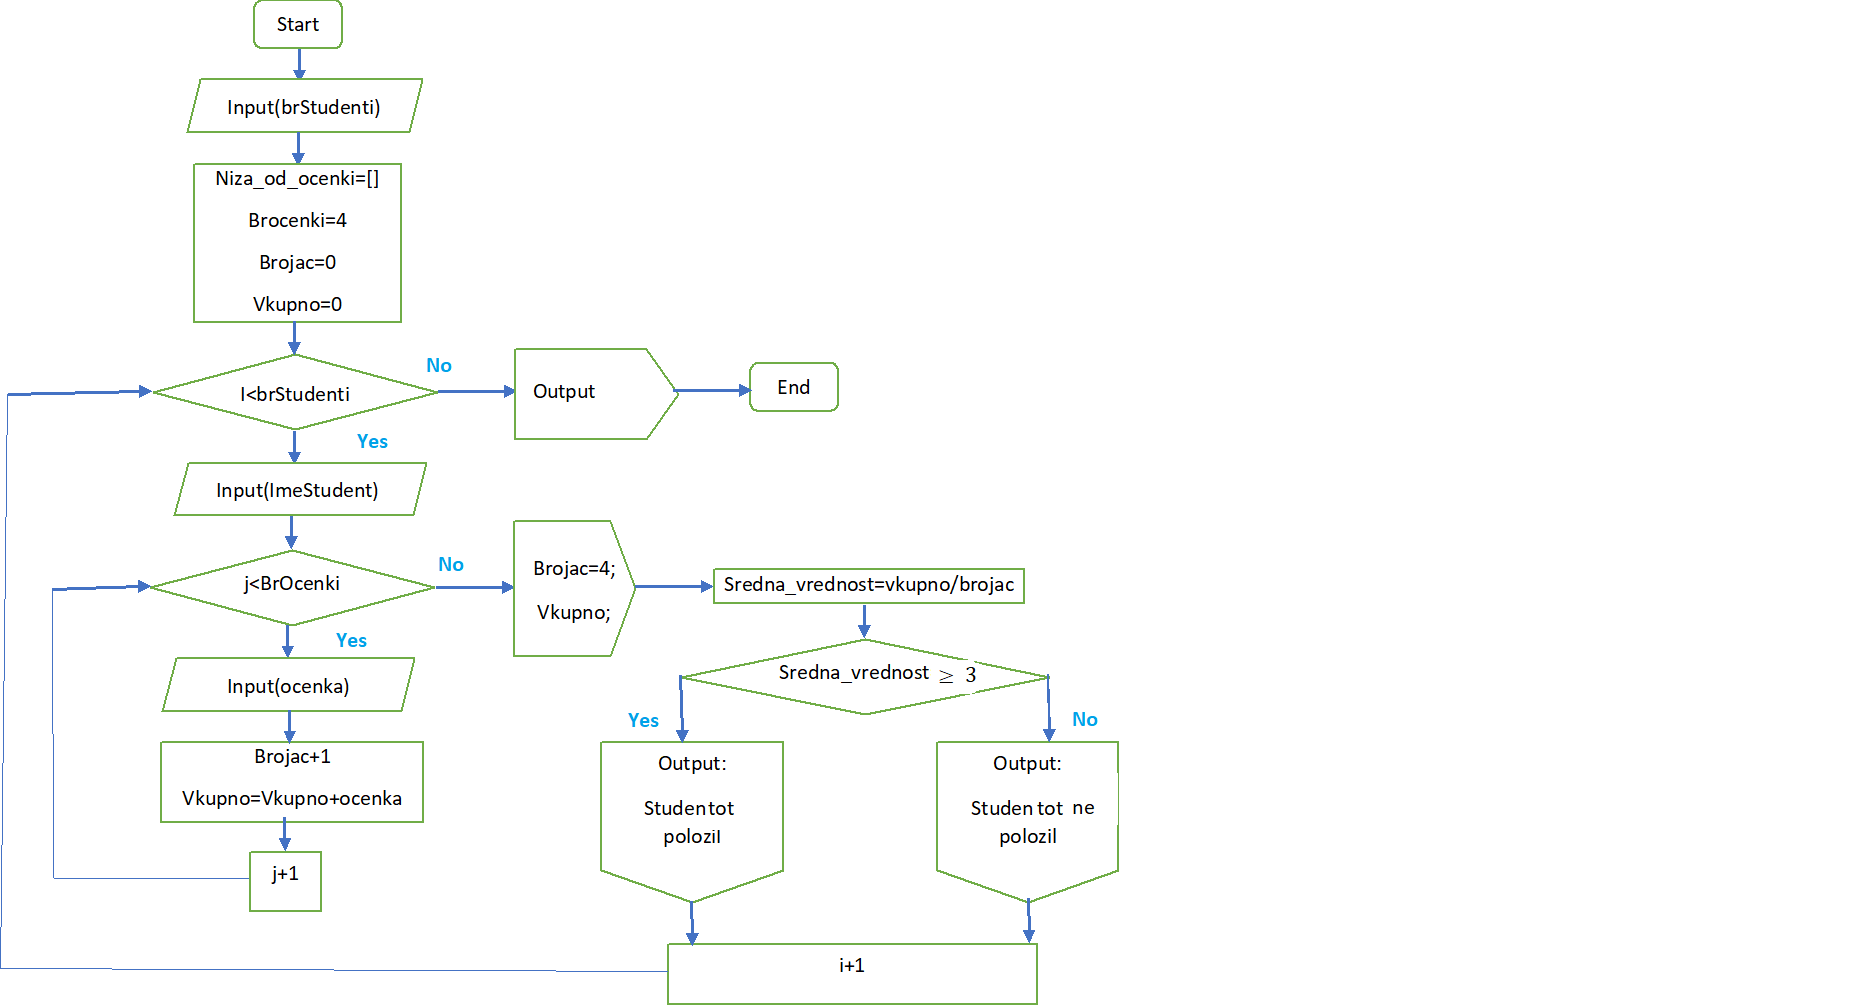 Start
Input(brStudenti)
Niza_od_ocenki=[]
Brocenki=4
Brojac=0
Vkupno=0
I<brStudenti
No
Output
End
Yes
Input(ImeStudent)
j<BrOcenki
No
Brojac=4;
Vkupno;
Sredna_vrednost=vkupno/brojac
Yes
Input(ocenka)
Brojac+1
Vkupno=Vkupno+ocenka
j+1
Sredna_vrednost ≥ 3
Yes
No
Output:
Studentot
polozil
Output:
Studentot ne
polozil
i+1